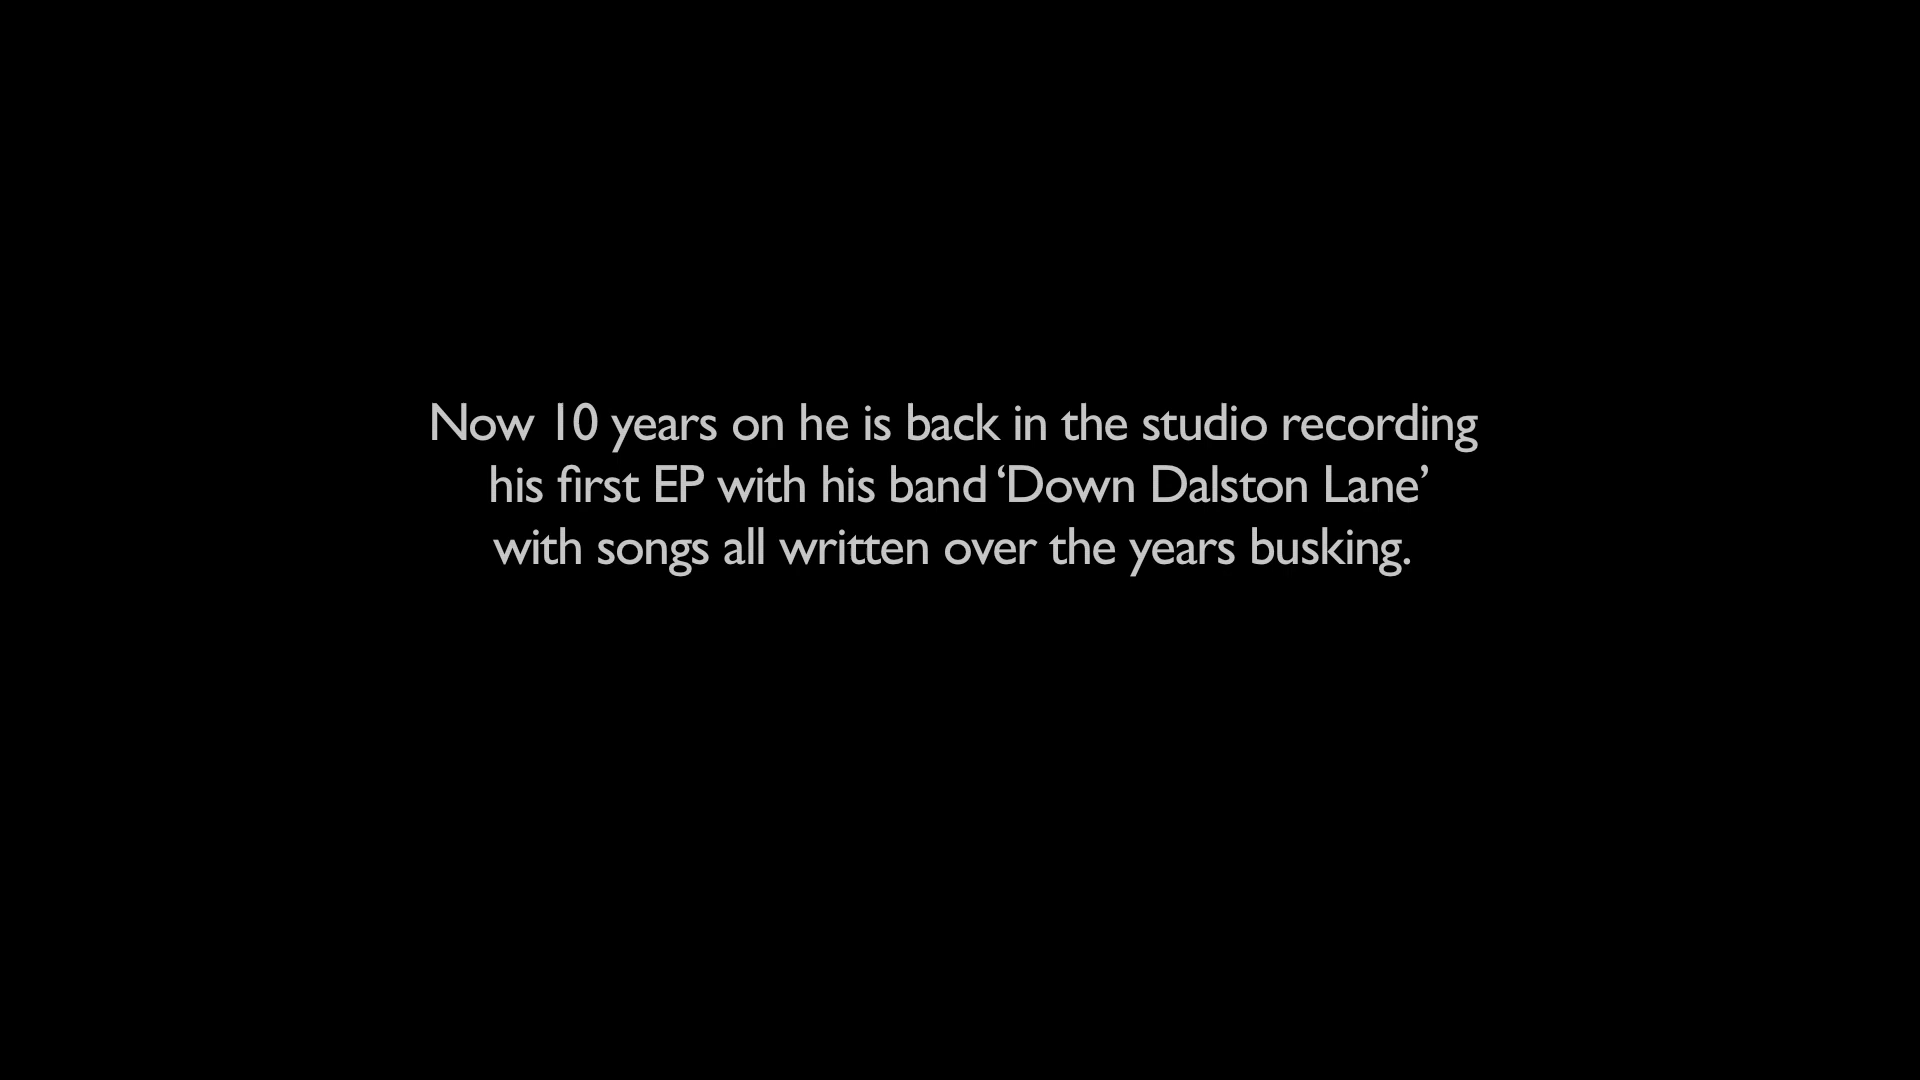 Now 10 years on he is back in the studio recording
his first EP with his band ‘Down Dalston Lane’
with songs all written over the years busking.